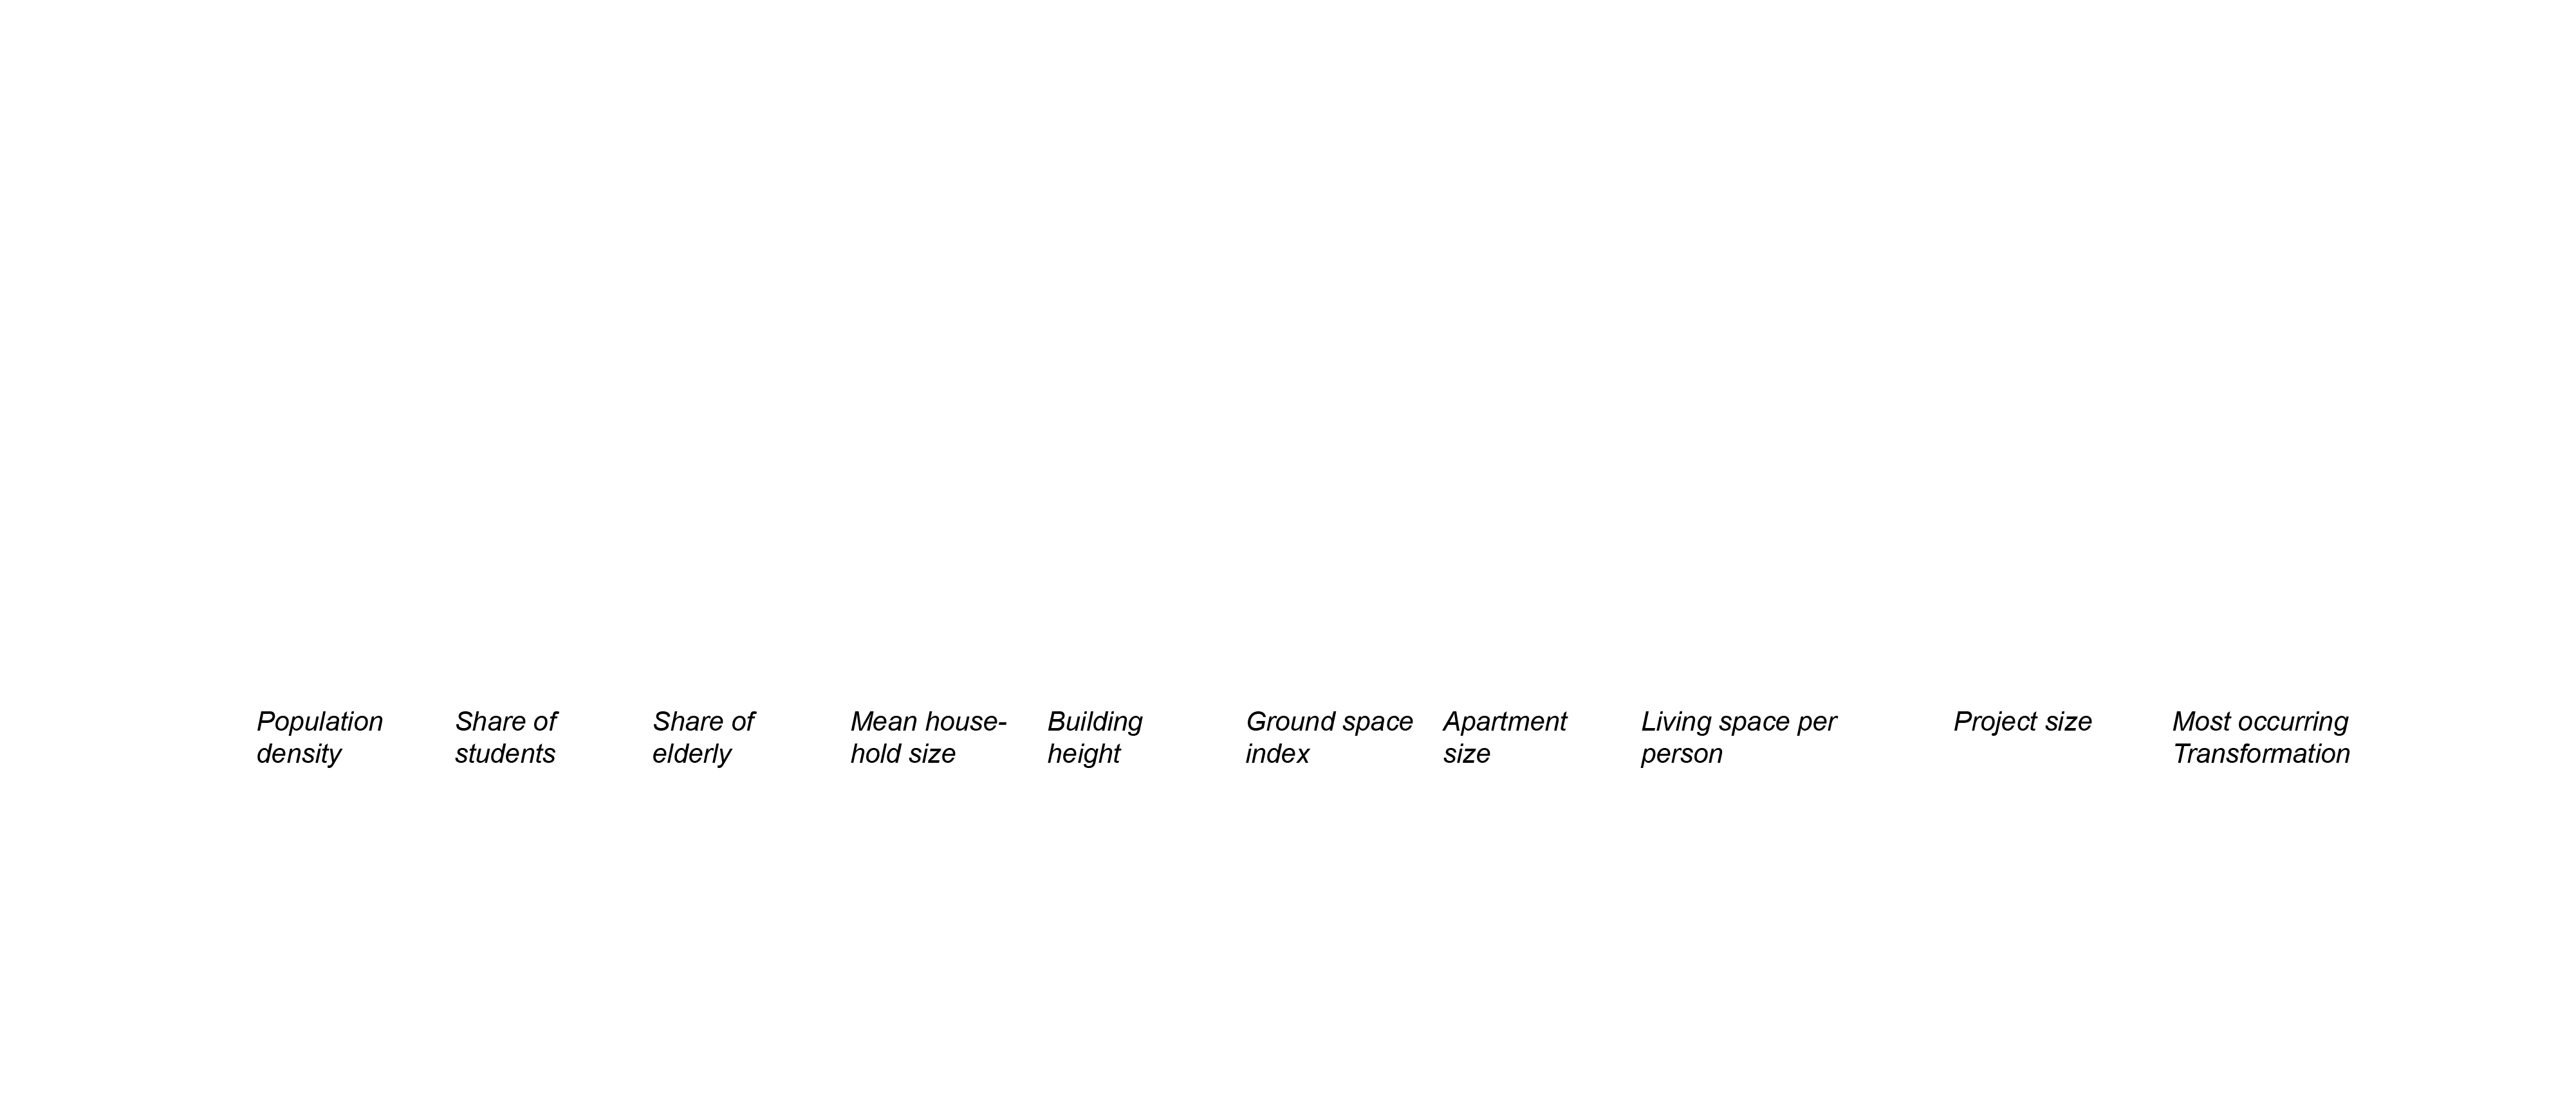 Population density
Share of students
Share of elderly
Mean house-
hold size
Building height
Ground space index
Apartment size
Living space per person
Project size
Most occurring Transformation